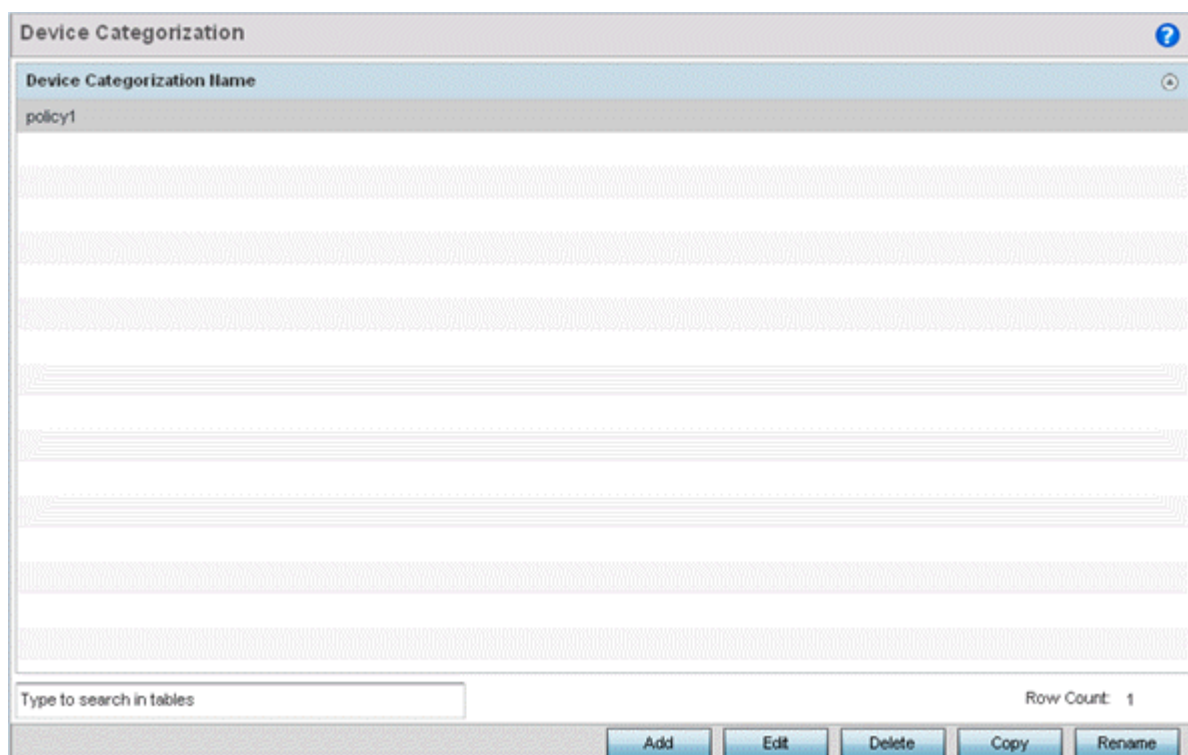 Device Categorization
?
Device Categorization Name
policy1
Type to search in tables
Row Count: 1
Add Edit Delete Copy Rename